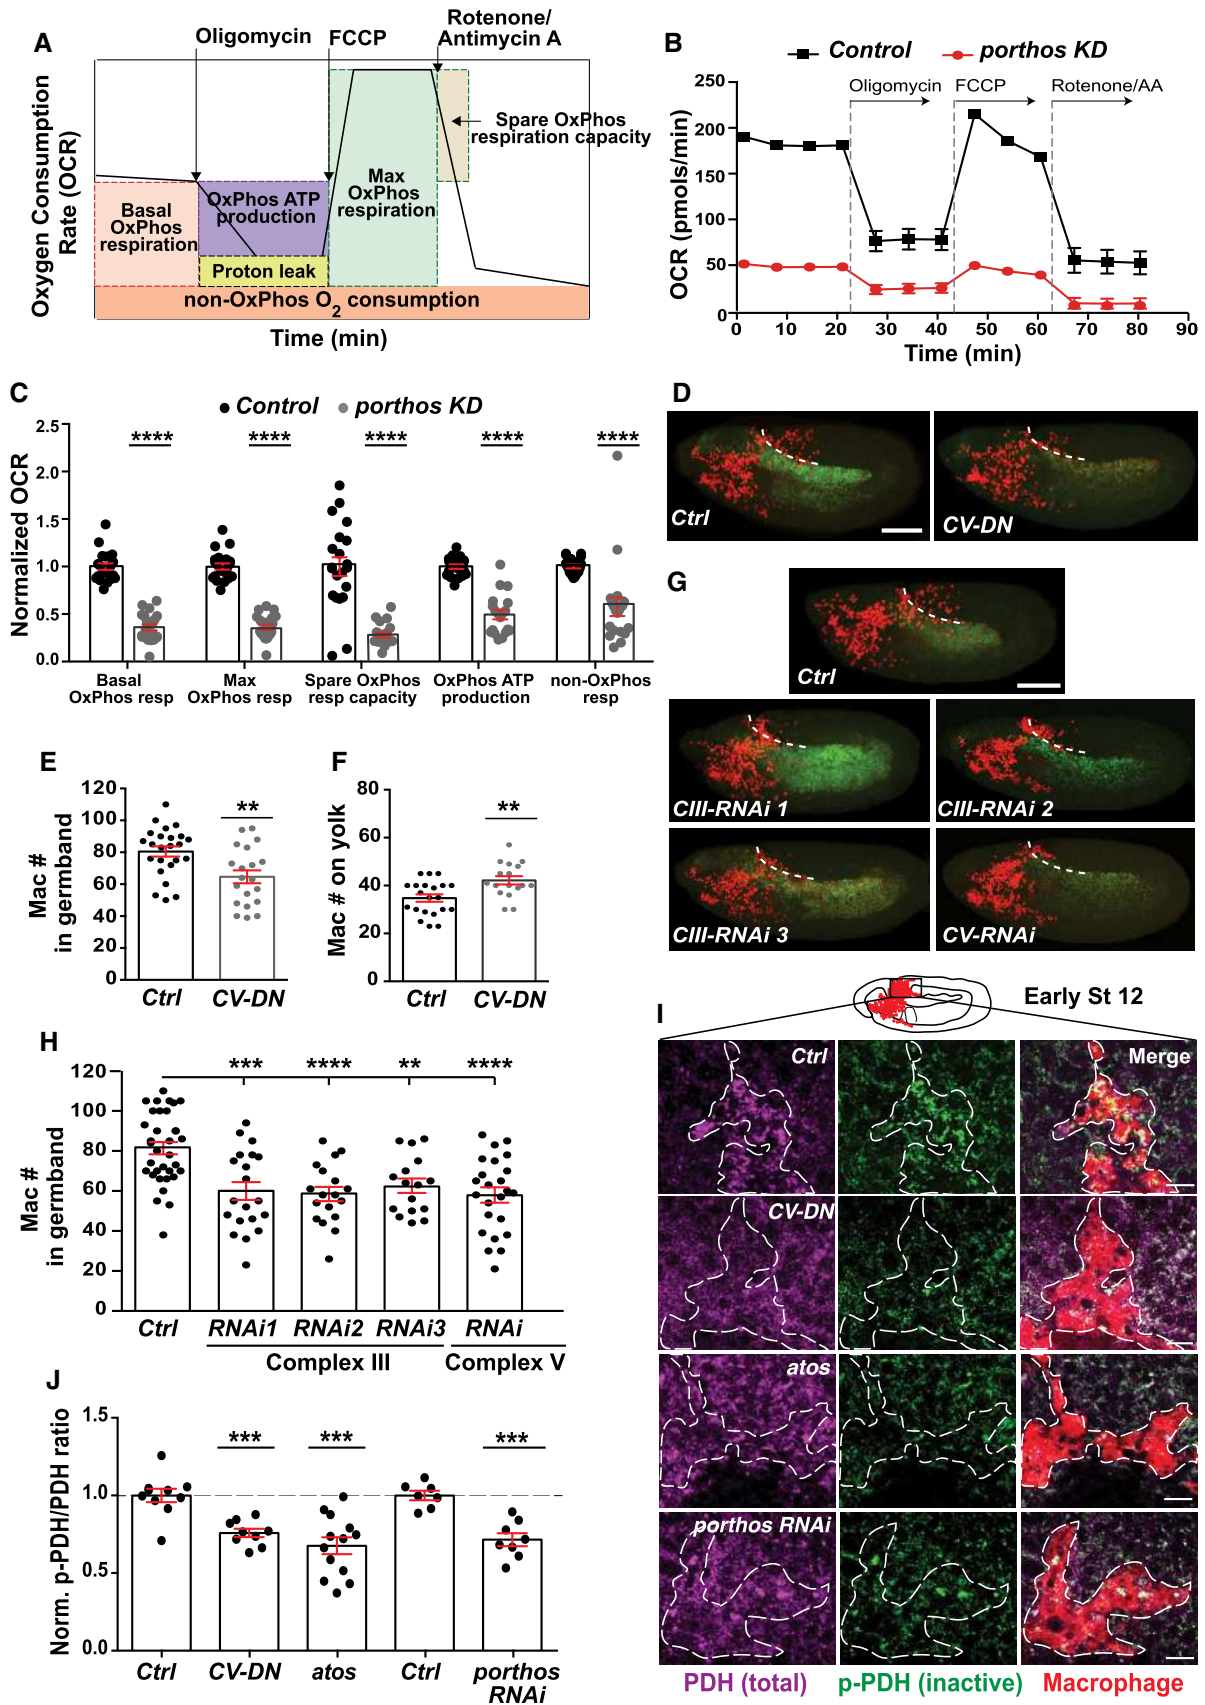 A
Oligomycin
FCCP
Rotenone/
Antimycin A
Oxygen Consumption
Rate (OCR)
Basal
OxPhos
respiration
OxPhos ATP
production
Proton leak
Max
OxPhos
respiration
Spare OxPhos
respiration capacity
non-OxPhos O2 consumption
Time (min)
B
Control
porthos KD
Oligomycin
FCCP
Rotenone/AA
OCR (pmols/min)
250
200
150
100
50
0
0 10 20 30 40 50 60 70 80 90
Time (min)
C
Control
porthos KD
Normalized OCR
2.5
2.0
1.5
1.0
0.5
0.0
**** **** **** **** ****
Basal
OxPhos resp
Max
OxPhos resp
Spare OxPhos
resp capacity
OxPhos ATP
production
non-OxPhos
resp
D
Ctrl
CV-DN
E
Mac #
in germband
120
100
80
60
40
20
0
**
Ctrl
CV-DN
F
Mac # on yolk
80
60
40
20
0
**
Ctrl
CV-DN
G
Ctrl
CIII-RNAi 1
CIII-RNAi 2
CIII-RNAi 3
CV-RNAi
H
Mac #
in germband
120
100
80
60
40
20
0
*** **** ** ****
Ctrl
RNAi1
RNAi2
RNAi3
RNAi
Complex III
Complex V
I
Early St 12
Ctrl
Merge
CV-DN
atos
porthos RNAi
PDH (total)
p-PDH (inactive)
Macrophage
J
Norm. p-PDH/PDH ratio
1.5
1.0
0.5
0.0
*** *** ***
Ctrl
CV-DN
atos
Ctrl
porthos
RNAi